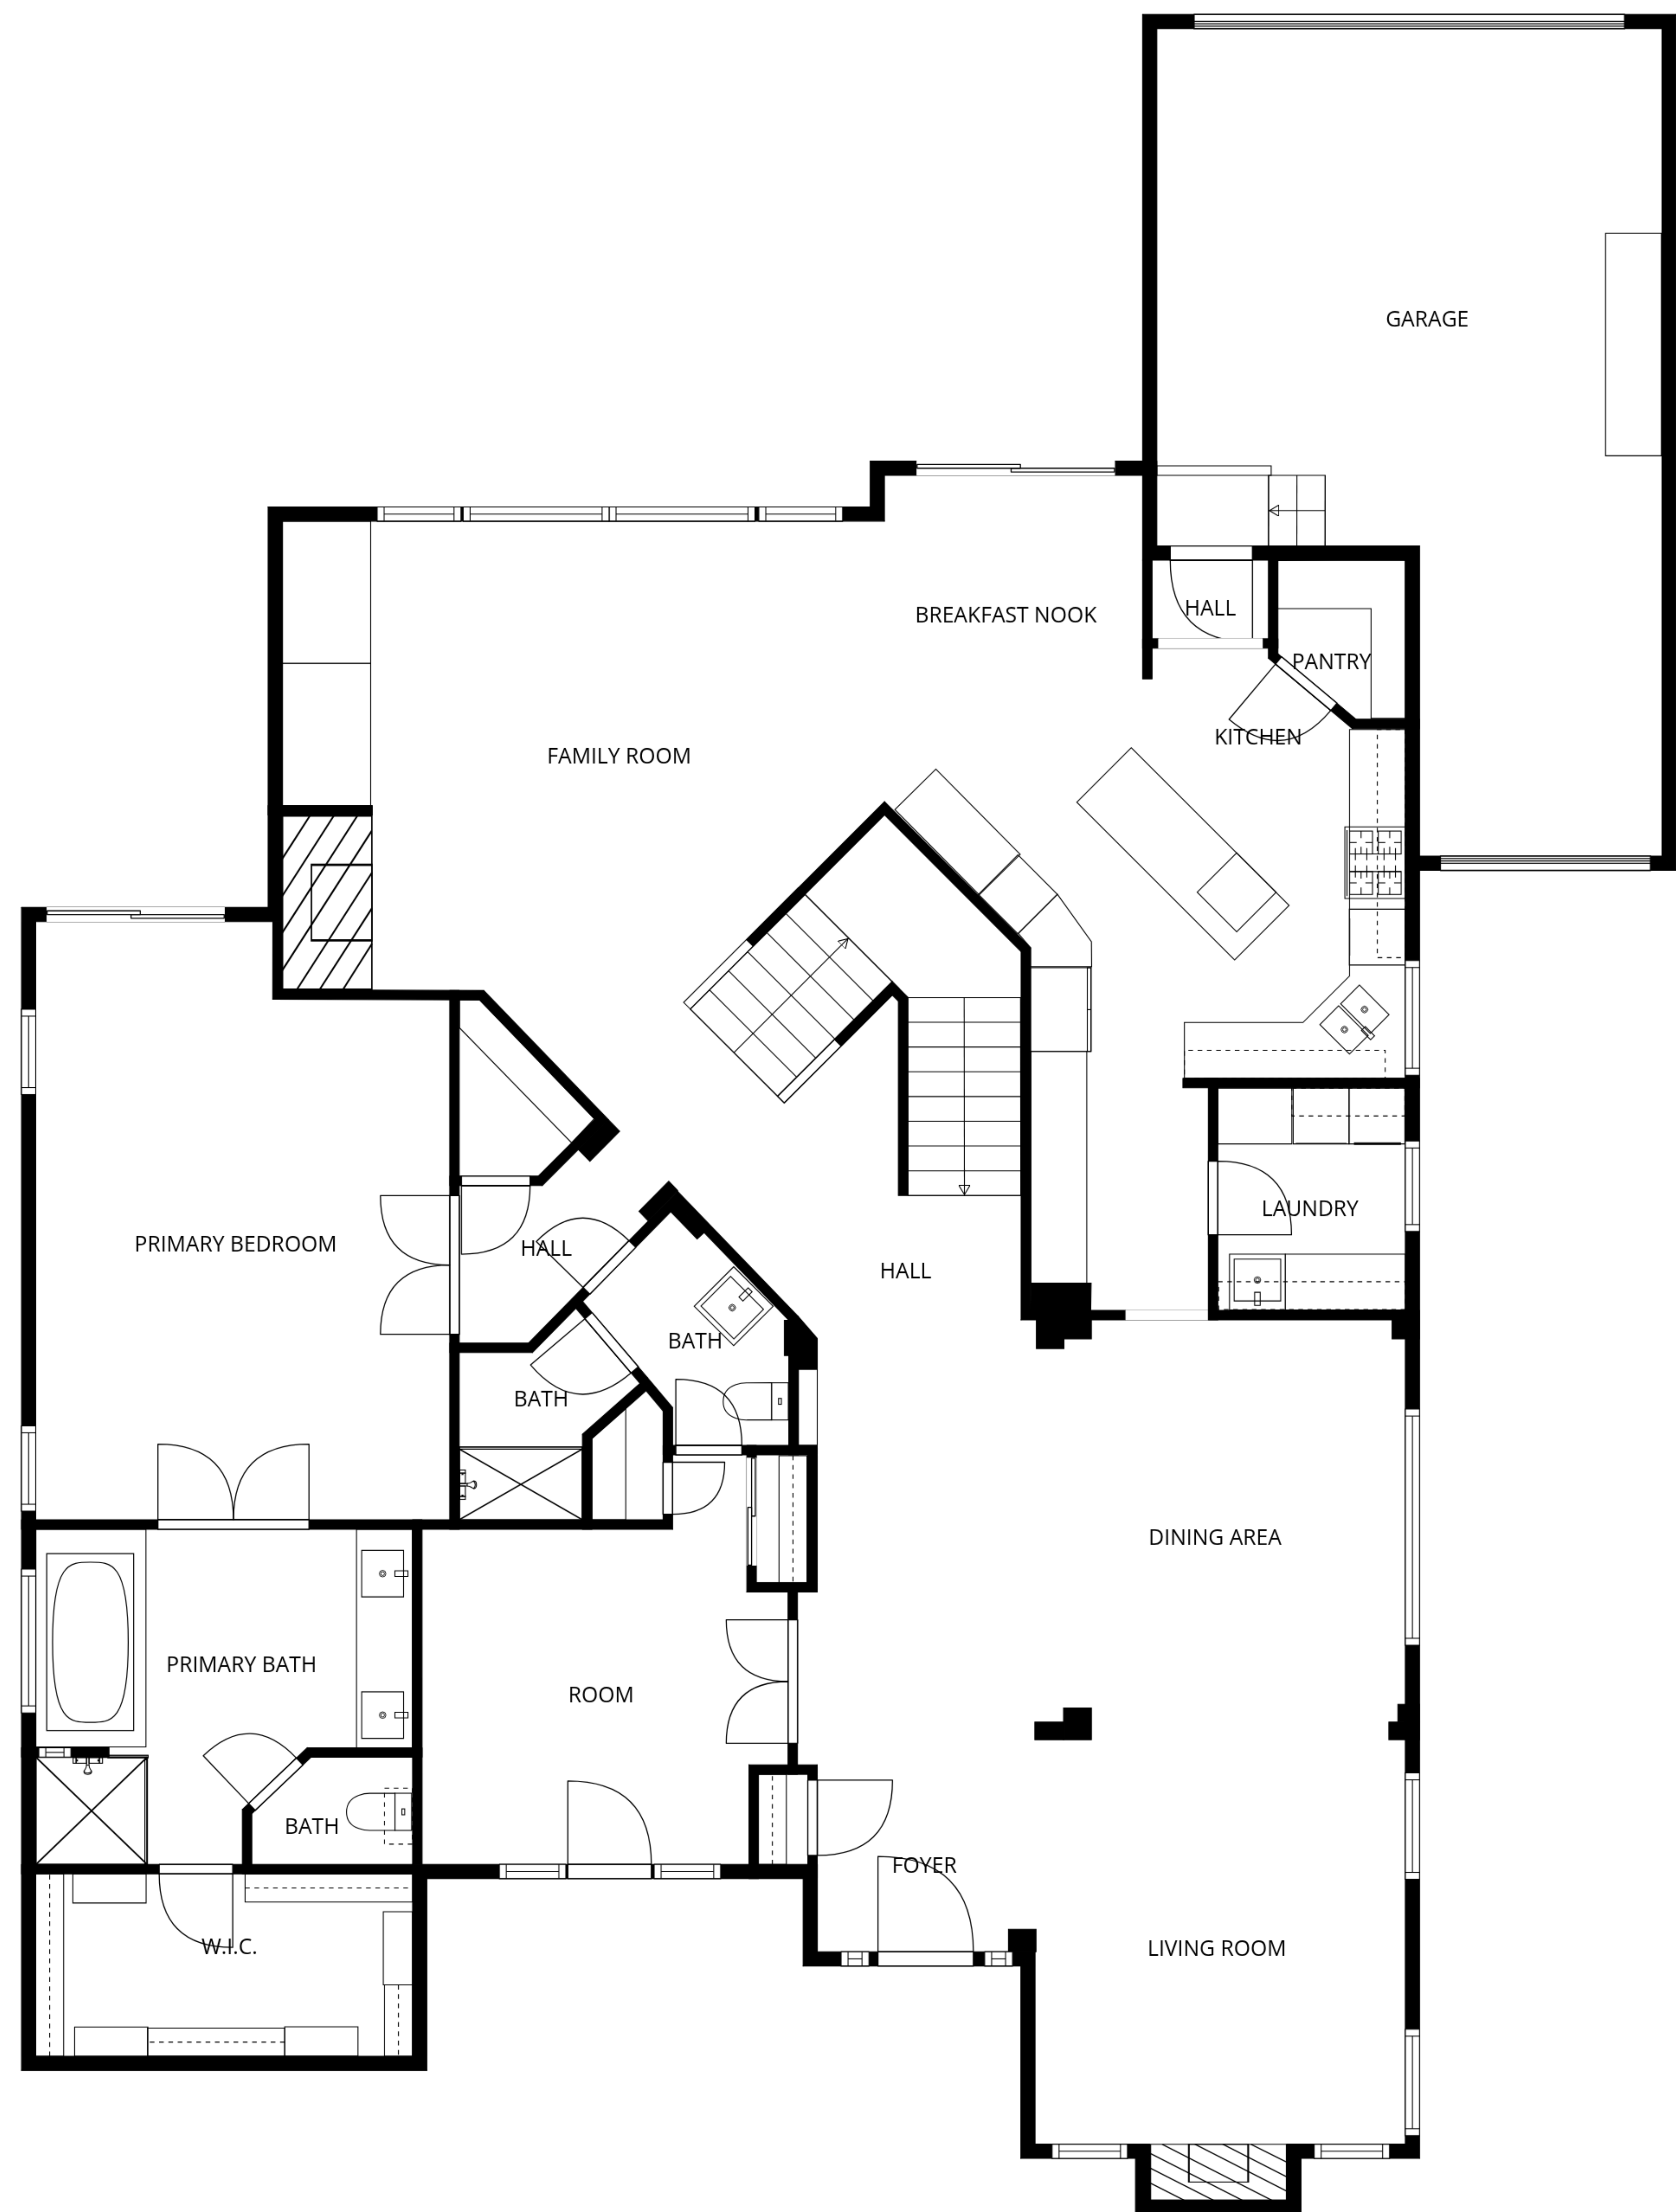 GARAGE
BREAKFAST NOOK
HALL
PANTRY
KITCHEN
FAMILY ROOM
LAUNDRY
PRIMARY BEDROOM
HALL
HALL
BATH
BATH
DINING AREA
PRIMARY BATH
ROOM
BATH
FOYER
W.I.C.
LIVING ROOM